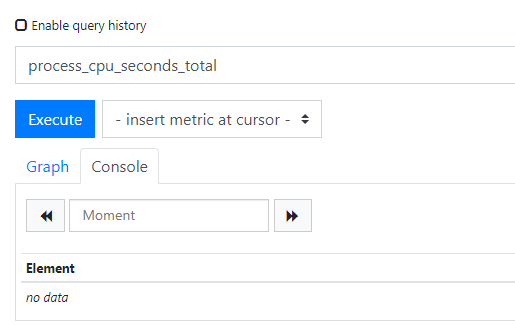 Enable query history
process_cpu_seconds_total
Execute - insert metric at cursor -
Graph Console
Moment
Element
no data